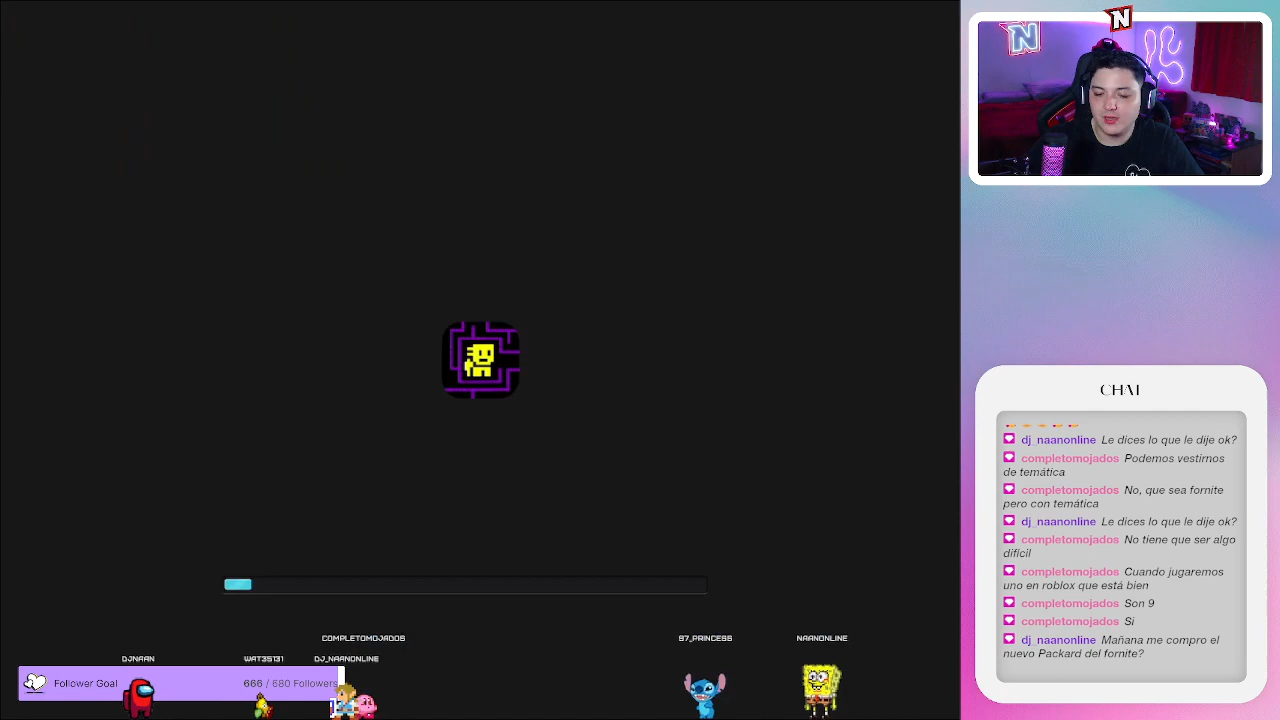 N
N
CHAT
dj_naanonline Le dices lo que le dije ok?
completomojados Podemos vestirnos
de temática
completomojados No, que sea fornite
pero con temática
dj_naanonline Le dices lo que le dije ok?
completomojados No tiene que ser algo
dificil
completomojados Cuando jugaremos
uno en roblox que está bien
completomojados Son 9
completomojados Si
dj_naanonline Mañana me compro el
nuevo Packard del fornite?
COMPLETOMOJADOS
87_PRINCESS
NAANONLINE
DJNAAN
WAT35131
DJ_NAANONLINE
Follower Goal
666 / 580 Followers